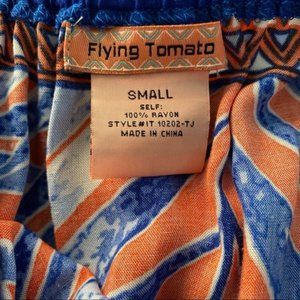 Flying Tomato
SMALL
SELF:
100% RAYON
STYLE#IT 10202-TJ
MADE IN CHINA